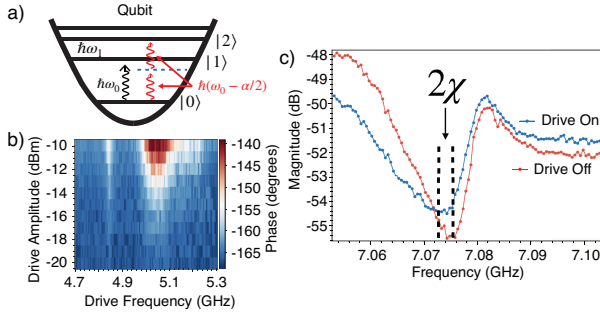 a)
Qubit
|2⟩
ħω₁
|1⟩
ħω₀
ħ(ω₀ − α/2)
|0⟩
b)
Drive Amplitude (dBm)
-10
-12
-14
-16
-18
-20
4.7 4.9 5.1 5.3
Drive Frequency (GHz)
-140
-145
-150
-155
-160
-165
Phase (degrees)
c)
Magnitude (dB)
-48
-49
-50
-51
-52
-53
-54
-55
2χ
Drive On
Drive Off
7.06 7.07 7.08 7.09 7.10
Frequency (GHz)